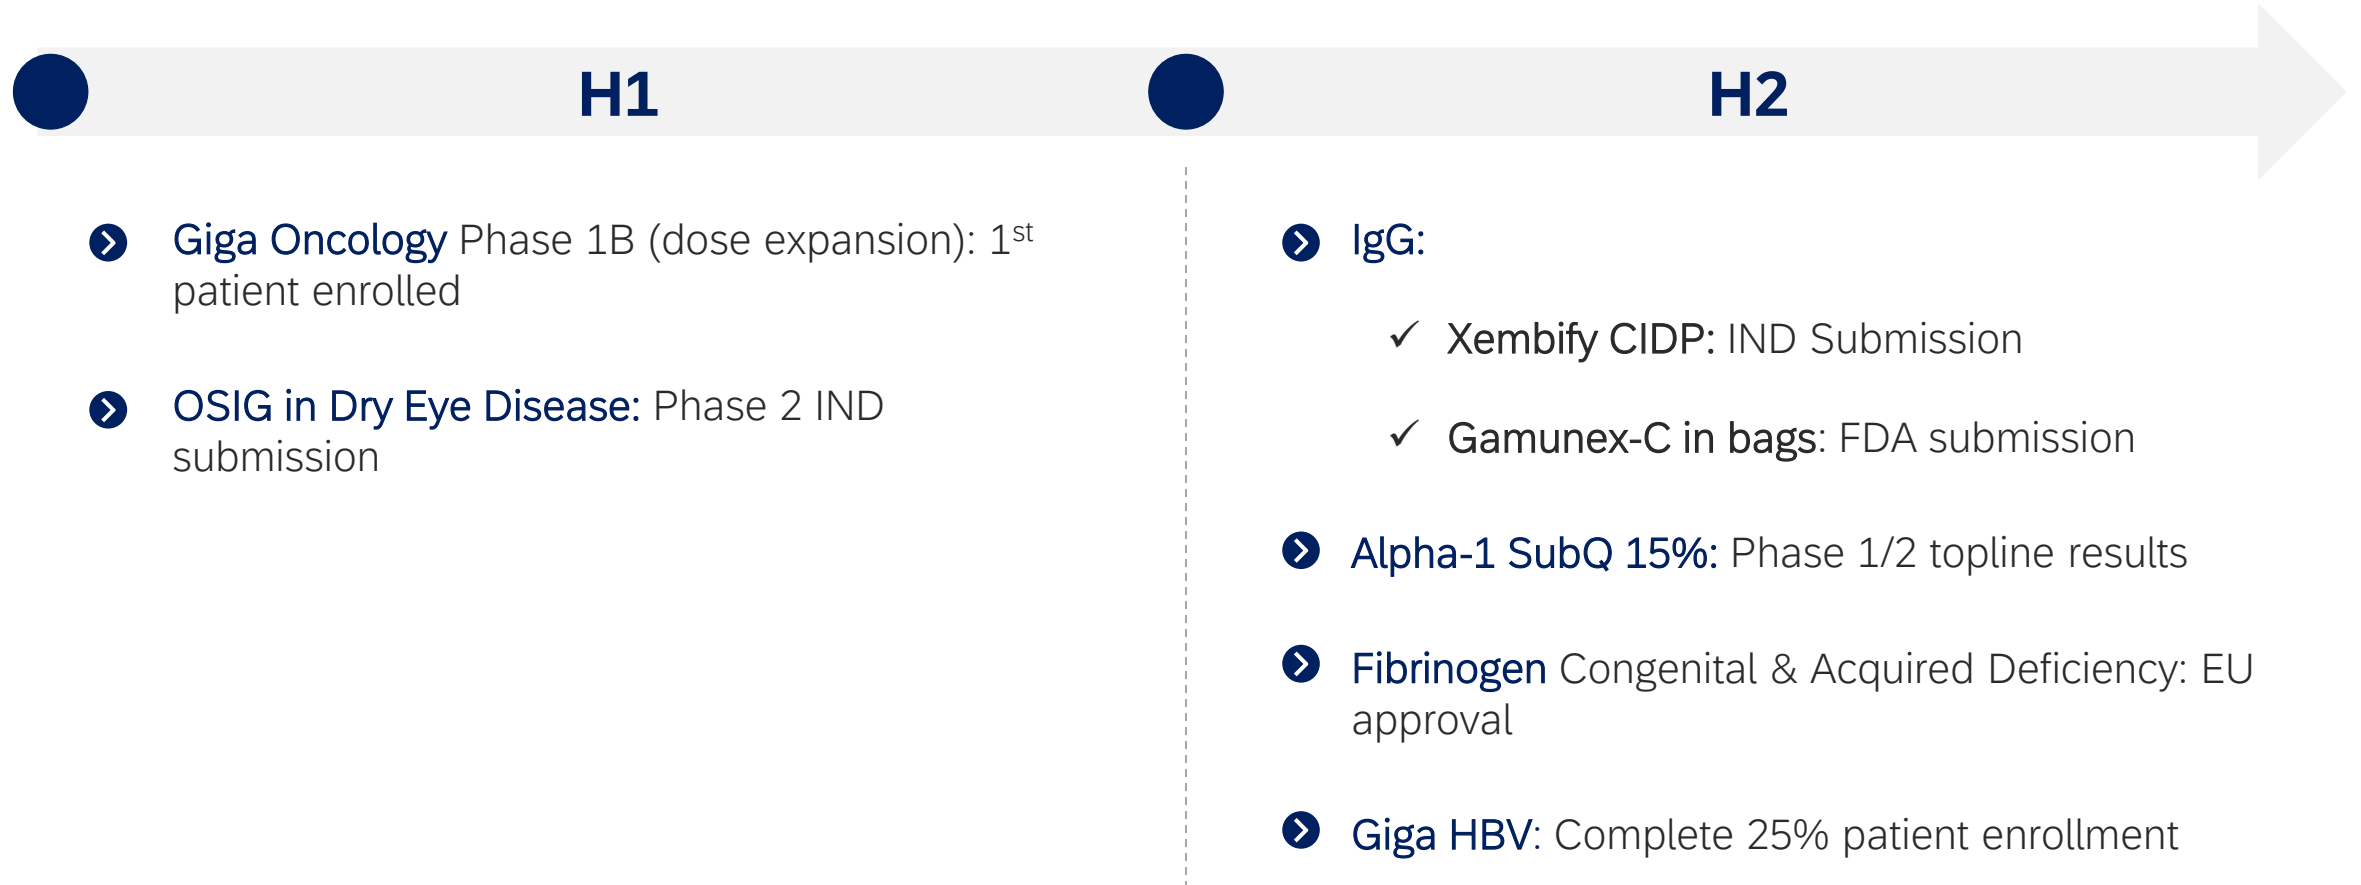 H1
H2
Giga Oncology Phase 1B (dose expansion): 1st
patient enrolled
OSIG in Dry Eye Disease: Phase 2 IND
submission
IgG:
Xembify CIDP: IND Submission
Gamunex-C in bags: FDA submission
Alpha-1 SubQ 15%: Phase 1/2 topline results
Fibrinogen Congenital & Acquired Deficiency: EU
approval
Giga HBV: Complete 25% patient enrollment